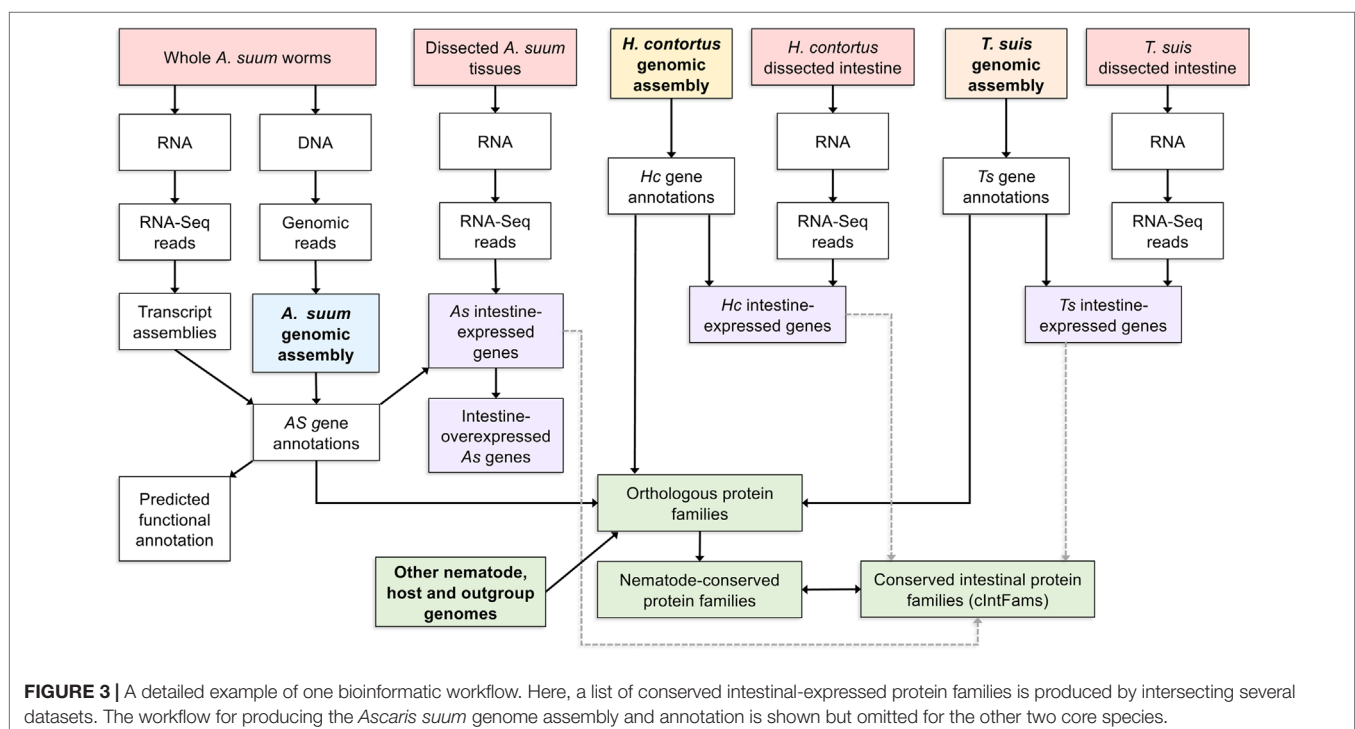 Whole A. suum worms
Dissected A. suum
tissues
H. contortus
genomic
assembly
H. contortus
dissected intestine
T. suis
genomic
assembly
T. suis
dissected intestine
RNA
DNA
RNA
RNA
RNA
Hc gene
annotations
Ts gene
annotations
RNA-Seq
reads
Genomic
reads
RNA-Seq
reads
RNA-Seq
reads
RNA-Seq
reads
Transcript
assemblies
A. suum
genomic
assembly
As intestine-
expressed
genes
Hc intestine-
expressed genes
Ts intestine-
expressed genes
AS gene
annotations
Intestine-
overexpressed
As genes
Predicted
functional
annotation
Orthologous protein
families
Other nematode,
host and outgroup
genomes
Nematode-conserved
protein families
Conserved intestinal protein
families (cIntFams)
FIGURE 3 | A detailed example of one bioinformatic workflow. Here, a list of conserved intestinal-expressed protein families is produced by intersecting several
datasets. The workflow for producing the Ascaris suum genome assembly and annotation is shown but omitted for the other two core species.